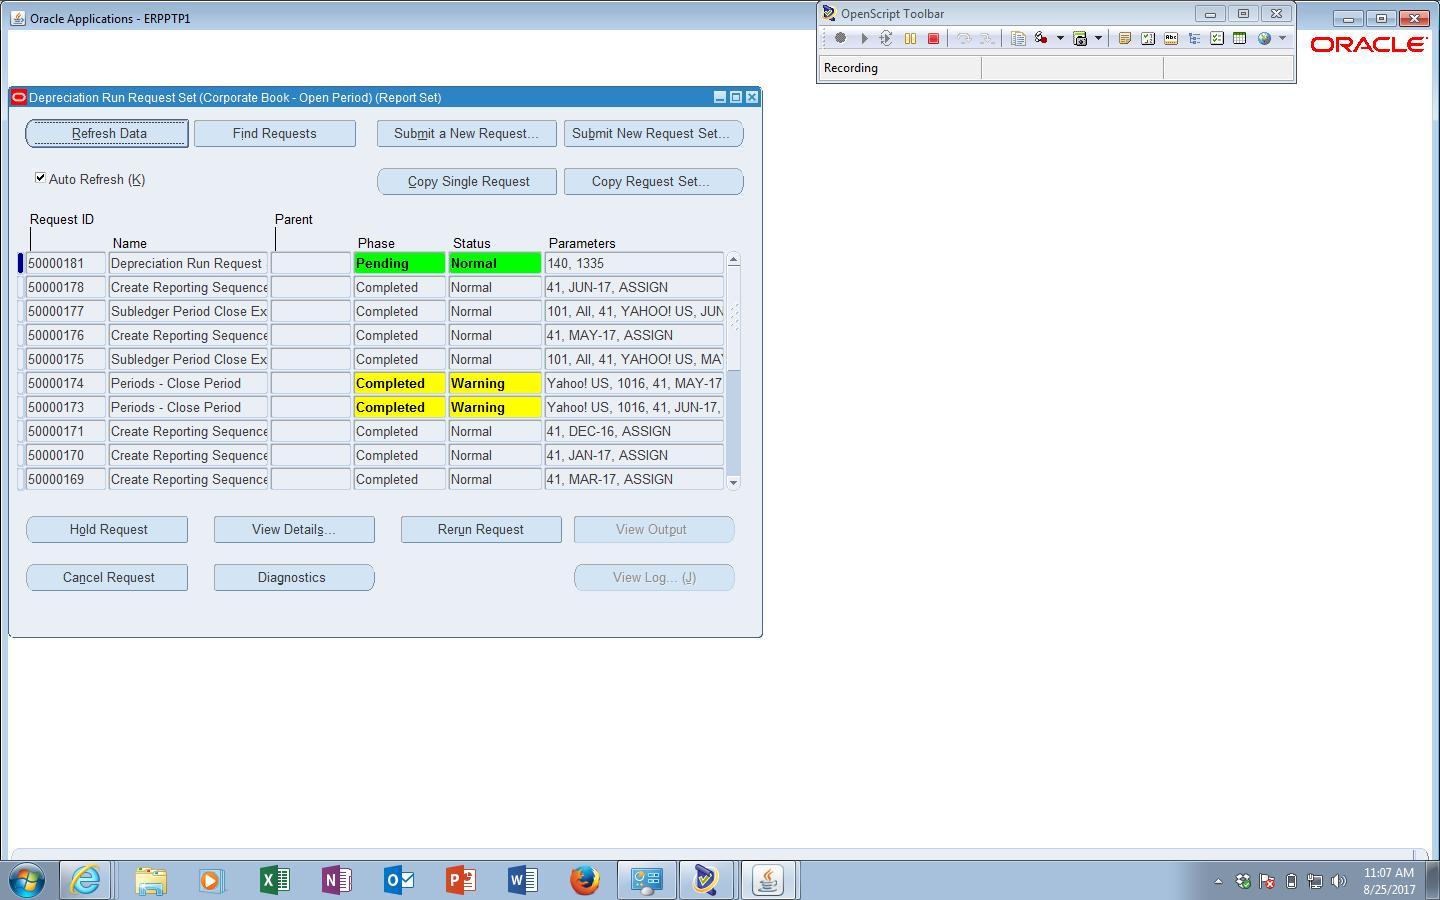 Oracle Applications - ERPPTP1
OpenScript Toolbar
Recording
ORACLE
Depreciation Run Request Set (Corporate Book - Open Period) (Report Set)
Refresh Data Find Requests Submit a New Request... Submit New Request Set...
Auto Refresh (K) Copy Single Request Copy Request Set...
Request ID Parent
Name Phase Status Parameters
50000181 Depreciation Run Request Pending Normal 140, 1335
50000178 Create Reporting Sequence Completed Normal 41, JUN-17, ASSIGN
50000177 Subledger Period Close Ex Completed Normal 101, All, 41, YAHOO! US, JUN
50000176 Create Reporting Sequence Completed Normal 41, MAY-17, ASSIGN
50000175 Subledger Period Close Ex Completed Normal 101, All, 41, YAHOO! US, MAY
50000174 Periods - Close Period Completed Warning Yahoo! US, 1016, 41, MAY-17
50000173 Periods - Close Period Completed Warning Yahoo! US, 1016, 41, JUN-17,
50000171 Create Reporting Sequence Completed Normal 41, DEC-16, ASSIGN
50000170 Create Reporting Sequence Completed Normal 41, JAN-17, ASSIGN
50000169 Create Reporting Sequence Completed Normal 41, MAR-17, ASSIGN
Hold Request View Details... Rerun Request View Output
Cancel Request Diagnostics View Log... (J)
11:07 AM
8/25/2017